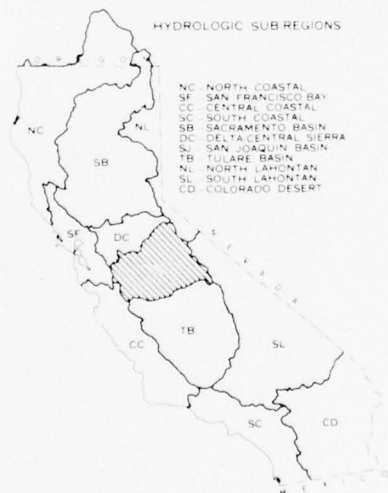 HYDROLOGIC SUB REGIONS
NC - NORTH COASTAL
SF - SAN FRANCISCO BAY
CC - CENTRAL COASTAL
SC - SOUTH COASTAL
SB - SACRAMENTO BASIN
DC - DELTA CENTRAL SIERRA
SJ - SAN JOAQUIN BASIN
TB - TULARE BASIN
NL - NORTH LAHONTAN
SL - SOUTH LAHONTAN
CD - COLORADO DESERT
OREGON
NC
NL
SB
SF
DC
NEVADA
CC
TB
SL
SC
CD
MEXICO